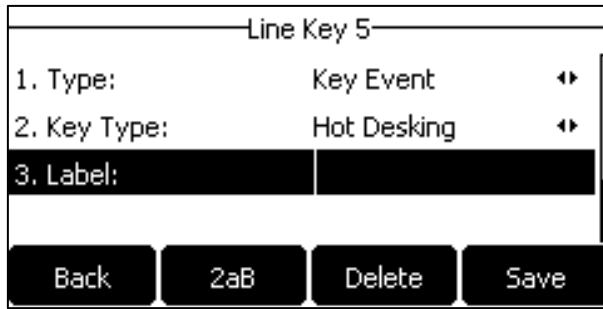 Line Key 5
1. Type: Key Event
2. Key Type: Hot Desking
3. Label:
Back 2aB Delete Save